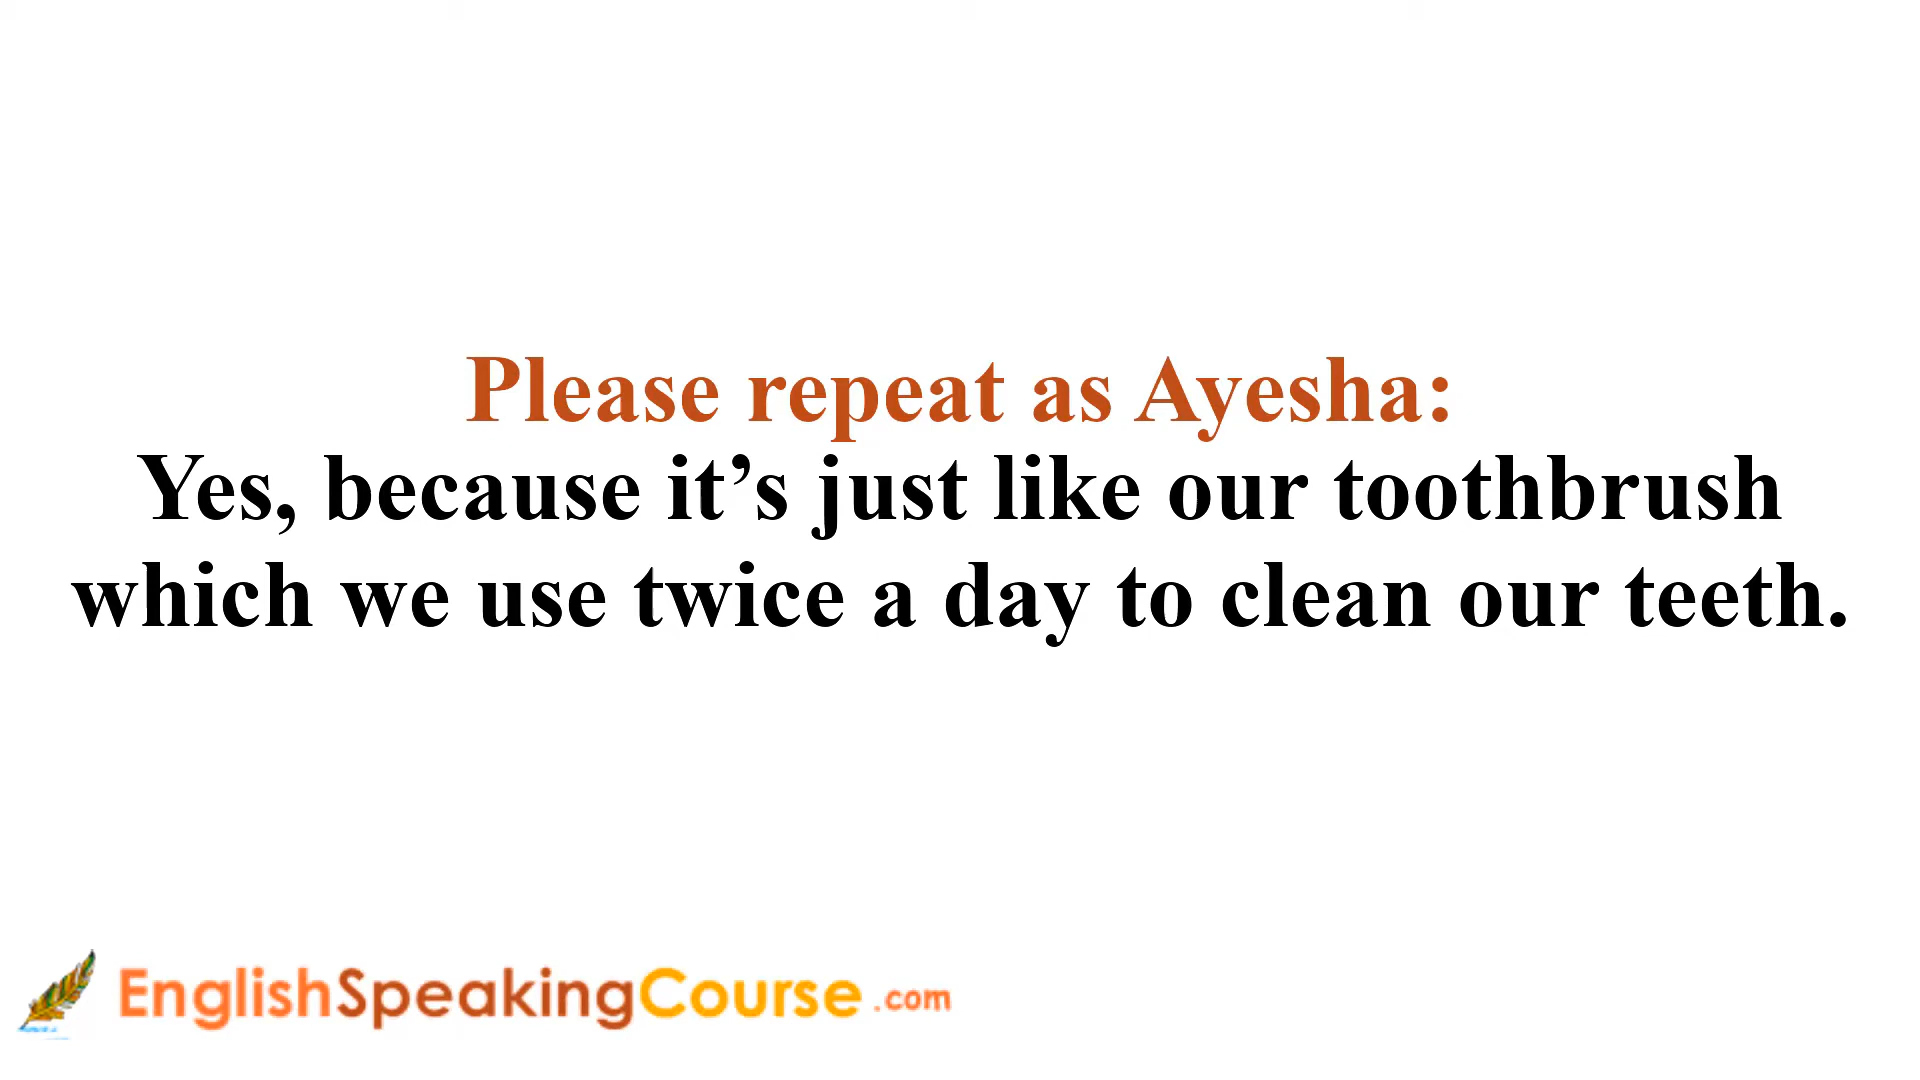 Please repeat as Ayesha:
Yes, because it’s just like our toothbrush
which we use twice a day to clean our teeth.
EnglishSpeakingCourse.com